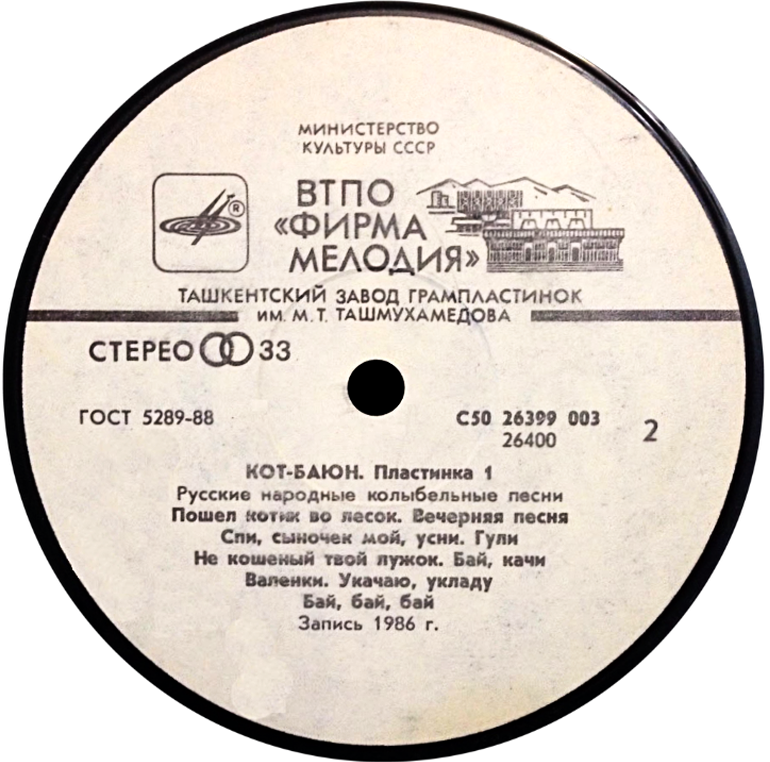 МИНИСТЕРСТВО
КУЛЬТУРЫ СССР
ВТПО
«ФИРМА
МЕЛОДИЯ»
®
ТАШКЕНТСКИЙ ЗАВОД ГРАМПЛАСТИНОК
ИМ. М. Т. ТАШМУХАМЕДОВА
СТЕРЕО 33
ГОСТ 5289-88
С50 26399 003
26400
2
КОТ-БАЮН. Пластинка 1
Русские народные колыбельные песни
Пошел котик во лесок. Вечерняя песня
Спи, сыночек мой, усни. Гули
Не кошеный твой лужок. Бай, качи
Валенки. Укачаю, укладу
Бай, бай, бай
Запись 1986 г.